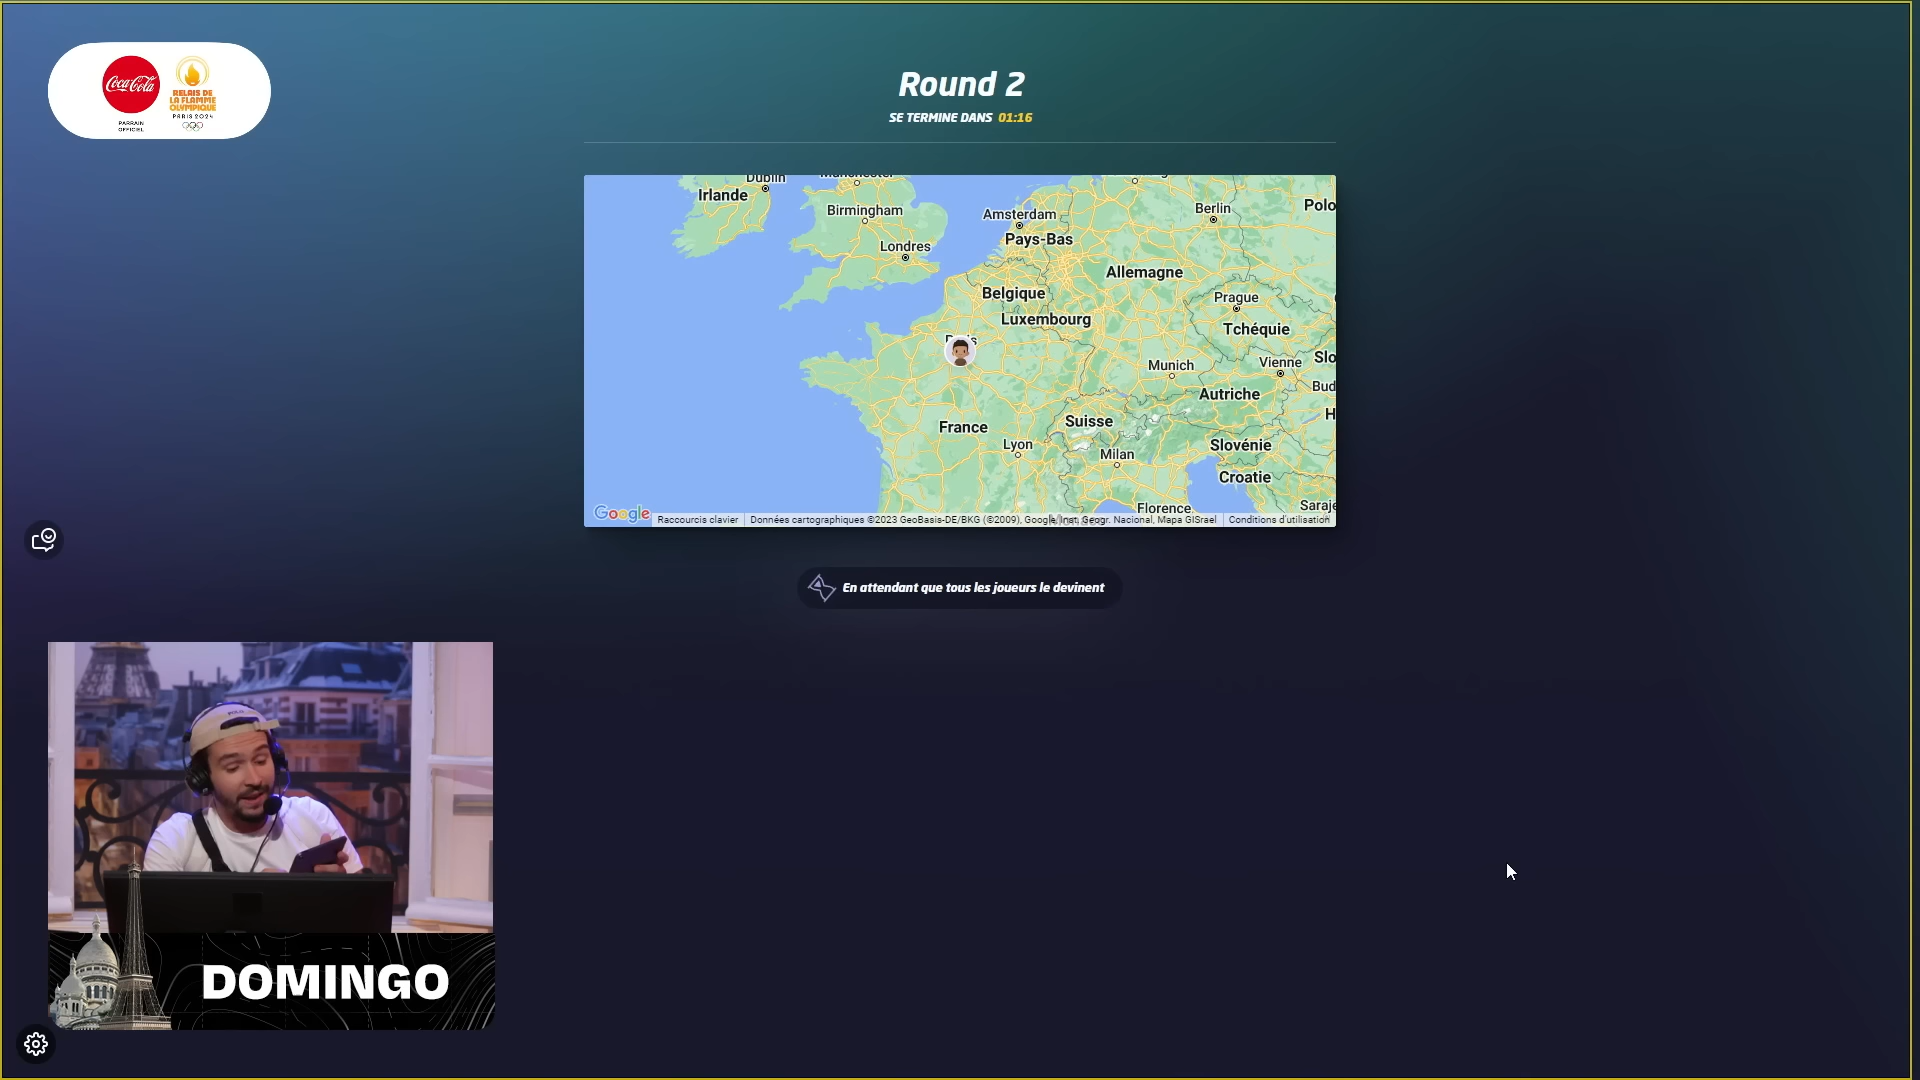 Coca-Cola
PARRAIN
OFFICIEL
RELAIS DE
LA FLAMME
OLYMPIQUE
PARIS 2024
Round 2
SE TERMINE DANS 01:16
Dublin
Irlande
Manchester
Birmingham
Londres
Amsterdam
Pays-Bas
Berlin
Polo
Allemagne
Belgique
Luxembourg
Prague
Tchéquie
Paris
Munich
Vienne
Slo
Bud
Autriche
H
France
Suisse
Lyon
Milan
Slovénie
Croatie
Florence
Saraje
Google
Raccourcis clavier
Données cartographiques ©2023 GeoBasis-DE/BKG (©2009), Google, Inst. Geogr. Nacional, Mapa GISrael
Conditions d'utilisation
En attendant que tous les joueurs le devinent
DOMINGO